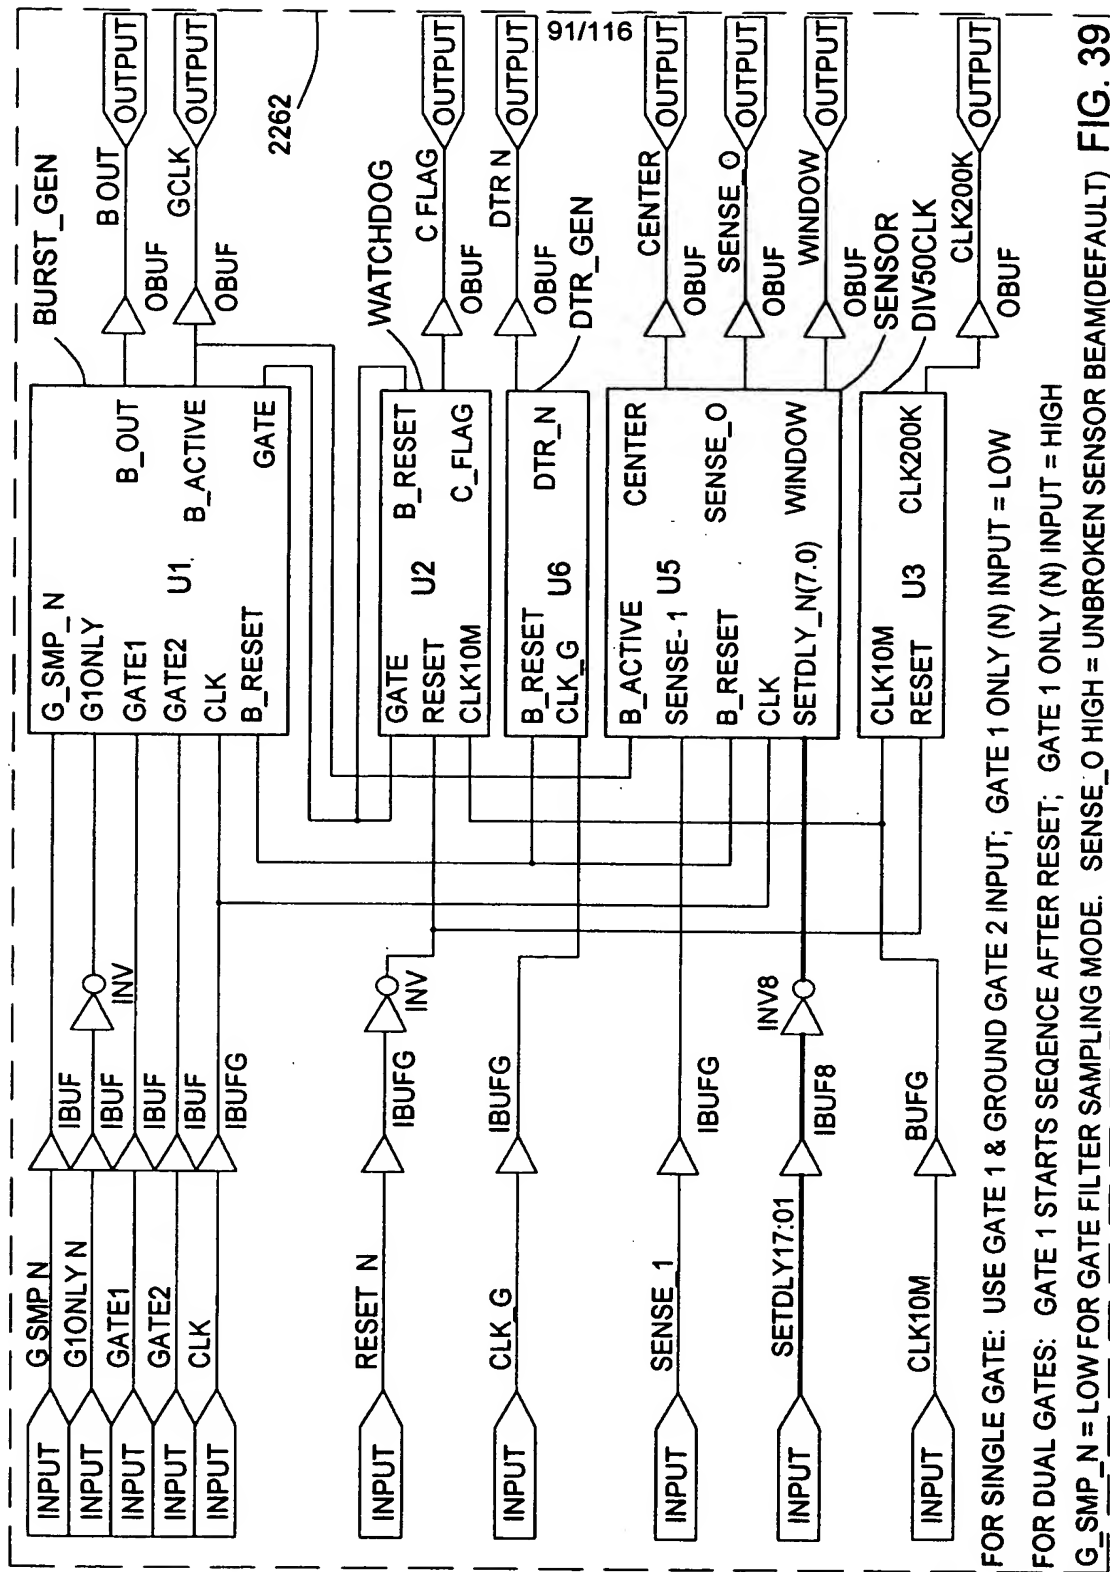 91/116
2262
BURST_GEN
INPUT
G SMP N
IBUF
G_SMP_N
INPUT
G1ONLY N
IBUF
INV
G1ONLY
INPUT
GATE1
IBUF
GATE1
INPUT
GATE2
IBUF
GATE2
INPUT
CLK
IBUFG
CLK
B_RESET
U1
B_OUT
B_ACTIVE
GATE
OBUF
B OUT
OUTPUT
OBUF
GCLK
OUTPUT
WATCHDOG
INPUT
RESET N
IBUFG
INV
GATE
RESET
CLK10M
U2
B_RESET
C_FLAG
OBUF
C FLAG
OUTPUT
INPUT
CLK_G
IBUFG
B_RESET
CLK_G
U6
DTR_N
OBUF
DTR N
OUTPUT
DTR_GEN
INPUT
SENSE_1
IBUFG
B_ACTIVE
SENSE-1
B_RESET
CLK
SETDLY_N(7.0)
U5
CENTER
SENSE_O
WINDOW
OBUF
CENTER
OUTPUT
OBUF
SENSE_O
OUTPUT
OBUF
WINDOW
OUTPUT
SENSOR
INPUT
SETDLY17:01
IBUF8
INV8
DIV50CLK
INPUT
CLK10M
BUFG
CLK10M
RESET
U3
CLK200K
OBUF
CLK200K
OUTPUT
FOR SINGLE GATE: USE GATE 1 & GROUND GATE 2 INPUT; GATE 1 ONLY (N) INPUT = LOW
FOR DUAL GATES: GATE 1 STARTS SEQENCE AFTER RESET; GATE 1 ONLY (N) INPUT = HIGH
G_SMP_N = LOW FOR GATE FILTER SAMPLING MODE. SENSE_O HIGH = UNBROKEN SENSOR BEAM(DEFAULT)
FIG. 39